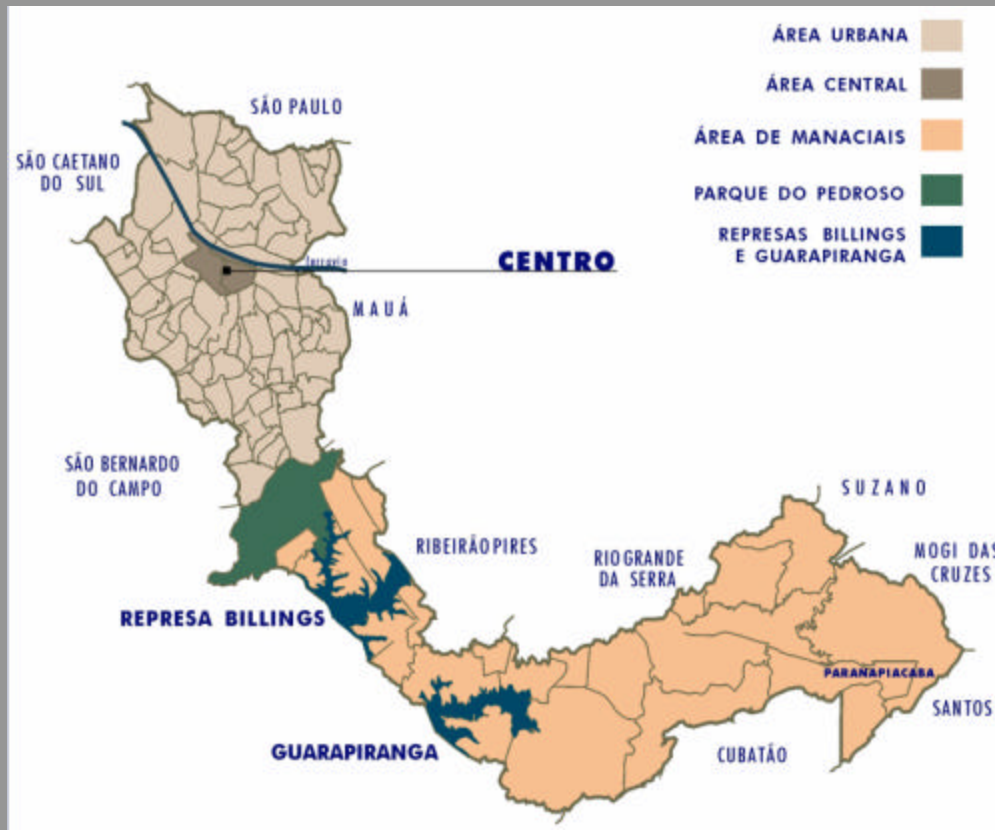 ÁREA URBANA
ÁREA CENTRAL
ÁREA DE MANACIAIS
PARQUE DO PEDROSO
REPRESAS BILLINGS
E GUARAPIRANGA
SÃO PAULO
SÃO CAETANO
DO SUL
ferrovia
CENTRO
MAUÁ
SÃO BERNARDO
DO CAMPO
SUZANO
RIBEIRÃO PIRES
RIO GRANDE
DA SERRA
MOGI DAS
CRUZES
REPRESA BILLINGS
PARANAPIACABA
SANTOS
GUARAPIRANGA
CUBATÃO